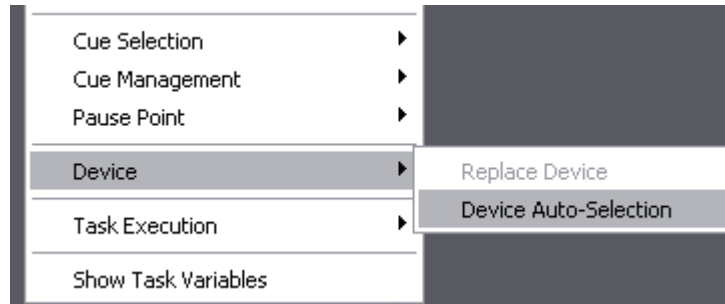 Cue Selection
Cue Management
Pause Point
Device
Replace Device
Device Auto-Selection
Task Execution
Show Task Variables